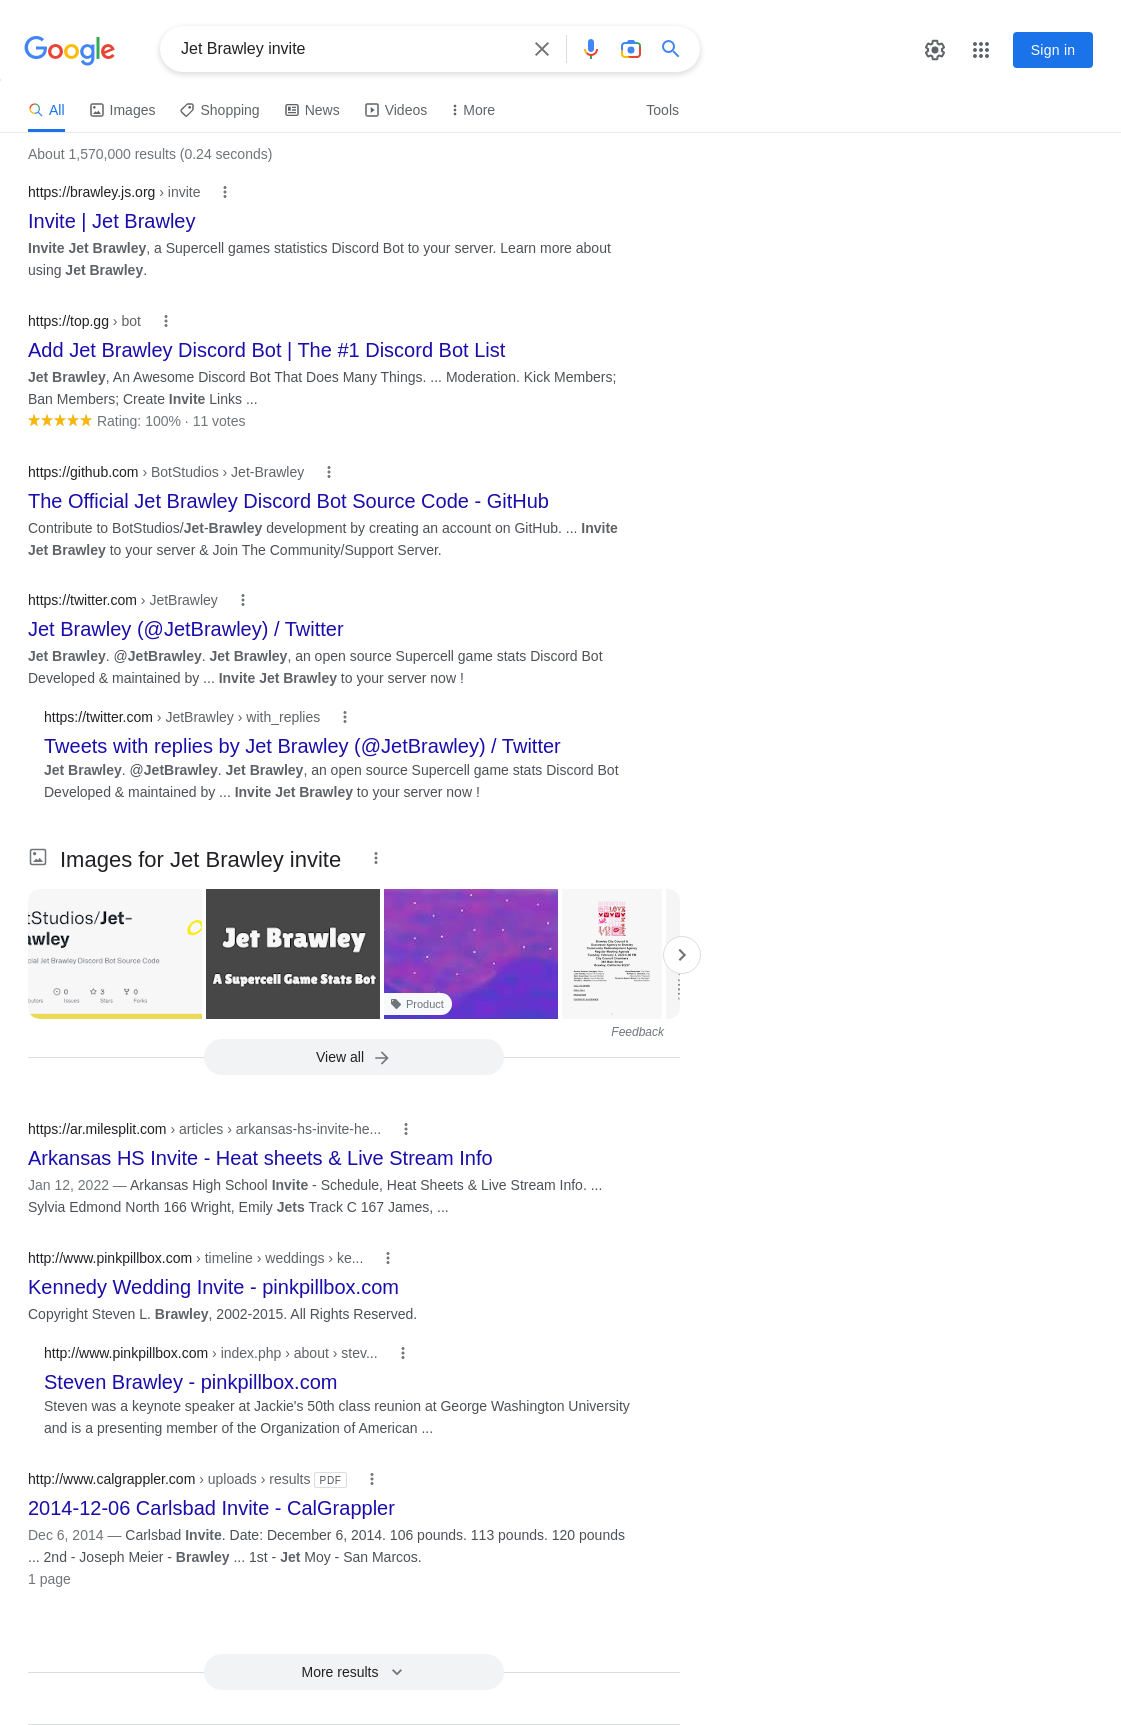 Google
Jet Brawley invite
Sign in
All Images Shopping News Videos More Tools
About 1,570,000 results (0.24 seconds)
https://brawley.js.org › invite
Invite | Jet Brawley
Invite Jet Brawley, a Supercell games statistics Discord Bot to your server. Learn more about
using Jet Brawley.
https://top.gg › bot
Add Jet Brawley Discord Bot | The #1 Discord Bot List
Jet Brawley, An Awesome Discord Bot That Does Many Things. ... Moderation. Kick Members;
Ban Members; Create Invite Links ...
Rating: 100% · 11 votes
https://github.com › BotStudios › Jet-Brawley
The Official Jet Brawley Discord Bot Source Code - GitHub
Contribute to BotStudios/Jet-Brawley development by creating an account on GitHub. ... Invite
Jet Brawley to your server & Join The Community/Support Server.
https://twitter.com › JetBrawley
Jet Brawley (@JetBrawley) / Twitter
Jet Brawley. @JetBrawley. Jet Brawley, an open source Supercell game stats Discord Bot
Developed & maintained by ... Invite Jet Brawley to your server now !
https://twitter.com › JetBrawley › with_replies
Tweets with replies by Jet Brawley (@JetBrawley) / Twitter
Jet Brawley. @JetBrawley. Jet Brawley, an open source Supercell game stats Discord Bot
Developed & maintained by ... Invite Jet Brawley to your server now !
Images for Jet Brawley invite
tStudios/Jet-
awley
cial Jet Brawley Discord Bot Source Code
0 3 0
butors Issues Stars Forks
Jet Brawley
A Supercell Game Stats Bot
Product
Feedback
View all
https://ar.milesplit.com › articles › arkansas-hs-invite-he...
Arkansas HS Invite - Heat sheets & Live Stream Info
Jan 12, 2022 — Arkansas High School Invite - Schedule, Heat Sheets & Live Stream Info. ...
Sylvia Edmond North 166 Wright, Emily Jets Track C 167 James, ...
http://www.pinkpillbox.com › timeline › weddings › ke...
Kennedy Wedding Invite - pinkpillbox.com
Copyright Steven L. Brawley, 2002-2015. All Rights Reserved.
http://www.pinkpillbox.com › index.php › about › stev...
Steven Brawley - pinkpillbox.com
Steven was a keynote speaker at Jackie's 50th class reunion at George Washington University
and is a presenting member of the Organization of American ...
http://www.calgrappler.com › uploads › results PDF
2014-12-06 Carlsbad Invite - CalGrappler
Dec 6, 2014 — Carlsbad Invite. Date: December 6, 2014. 106 pounds. 113 pounds. 120 pounds
... 2nd - Joseph Meier - Brawley ... 1st - Jet Moy - San Marcos.
1 page
More results